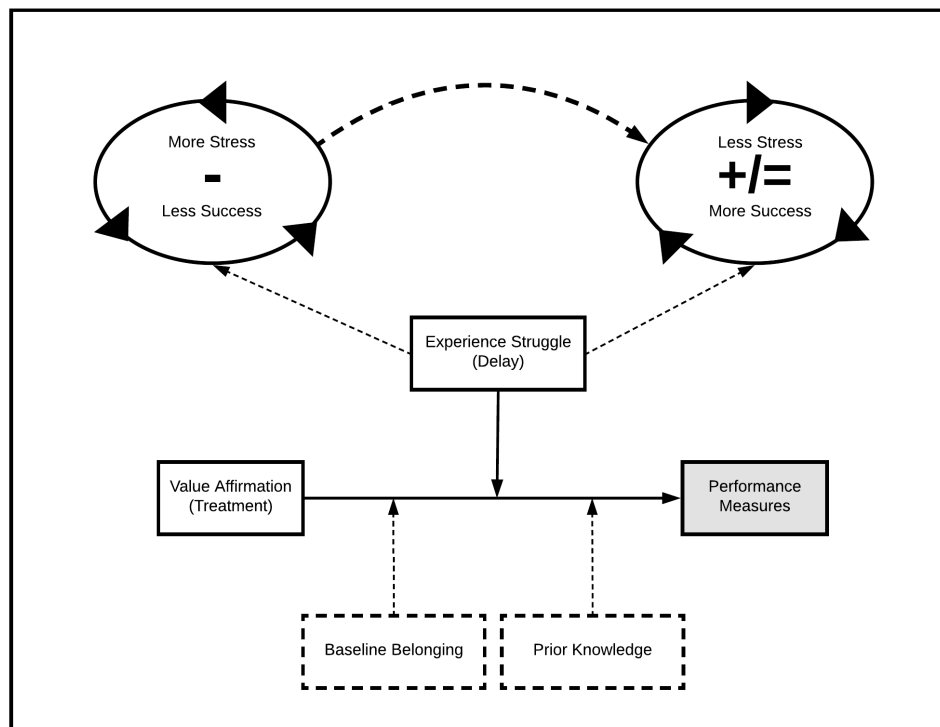 More Stress
-
Less Success
Less Stress
+/=
More Success
Experience Struggle
(Delay)
Value Affirmation
(Treatment)
Performance
Measures
Baseline Belonging
Prior Knowledge